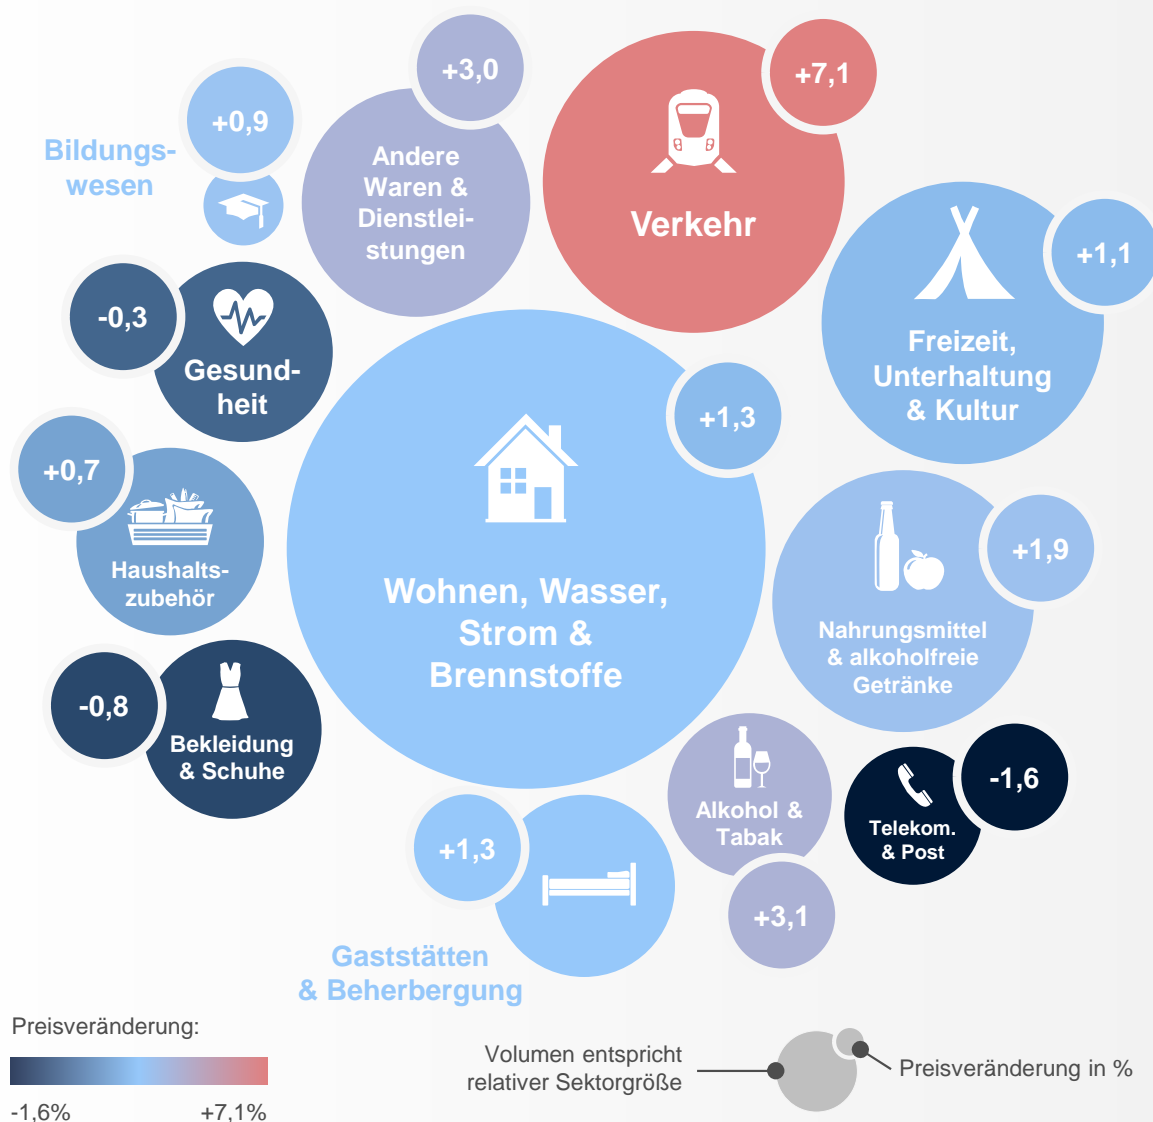 +3,0
Andere
Waren &
Dienstlei-
stungen
+7,1
Verkehr
+0,9
Bildungs-
wesen
+1,1
Freizeit,
Unterhaltung
& Kultur
-0,3
Gesund-
heit
+1,3
Wohnen, Wasser,
Strom &
Brennstoffe
+0,7
Haushalts-
zubehör
+1,9
Nahrungsmittel
& alkoholfreie
Getränke
-0,8
Bekleidung
& Schuhe
Alkohol &
Tabak
+3,1
-1,6
Telekom.
& Post
+1,3
Gaststätten
& Beherbergung
Preisveränderung:
-1,6%
+7,1%
Volumen entspricht
relativer Sektorgröße
Preisveränderung in %